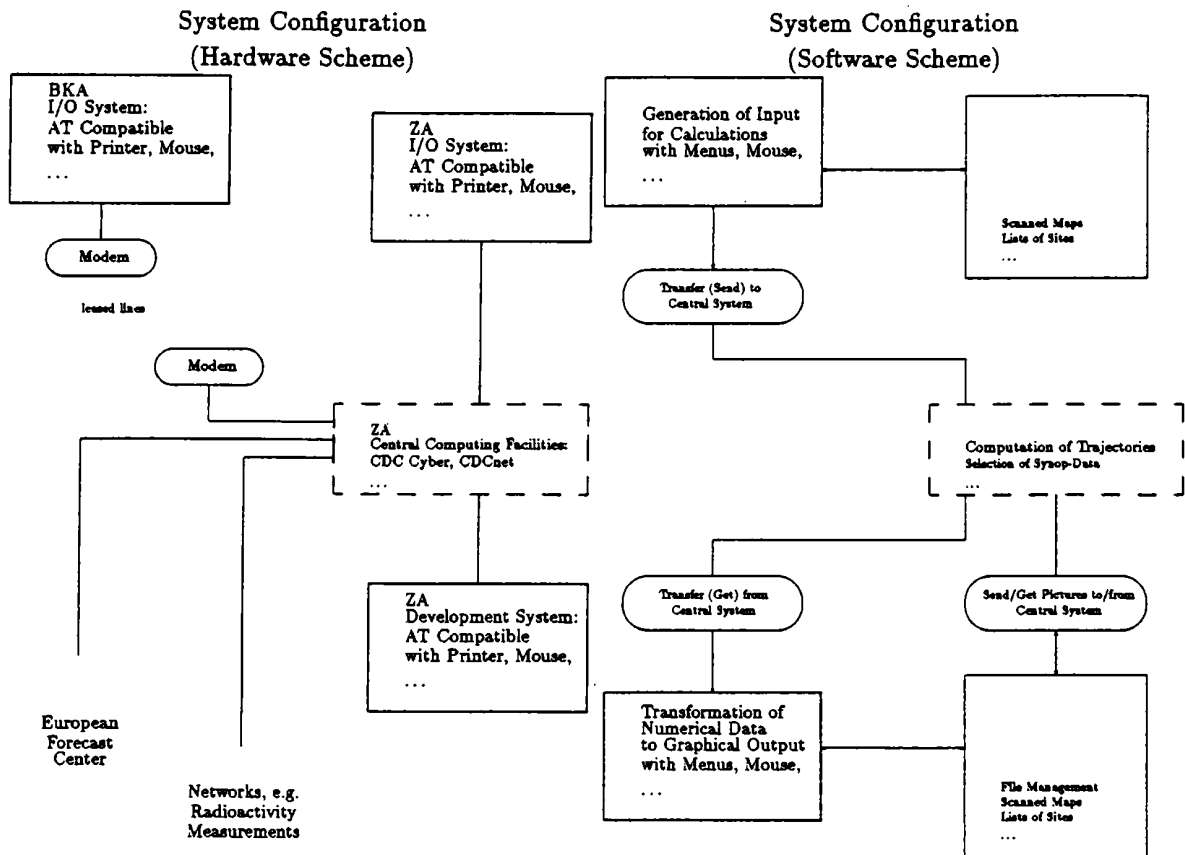 System Configuration
(Hardware Scheme)
BKA
I/O System:
AT Compatible
with Printer, Mouse,
...
Modem
leased lines
ZA
I/O System:
AT Compatible
with Printer, Mouse,
...
Modem
ZA
Central Computing Facilities:
CDC Cyber, CDCnet
...
ZA
Development System:
AT Compatible
with Printer, Mouse,
...
European
Forecast
Center
Networks, e.g.
Radioactivity
Measurements
System Configuration
(Software Scheme)
Generation of Input
for Calculations
with Menus, Mouse,
...
Scanned Maps
Lists of Sites
...
Transfer (Send) to
Central System
Computation of Trajectories
Selection of Synop-Data
...
Transfer (Get) from
Central System
Send/Get Pictures to/from
Central System
Transformation of
Numerical Data
to Graphical Output
with Menus, Mouse,
...
File Management
Scanned Maps
Lists of Sites
...